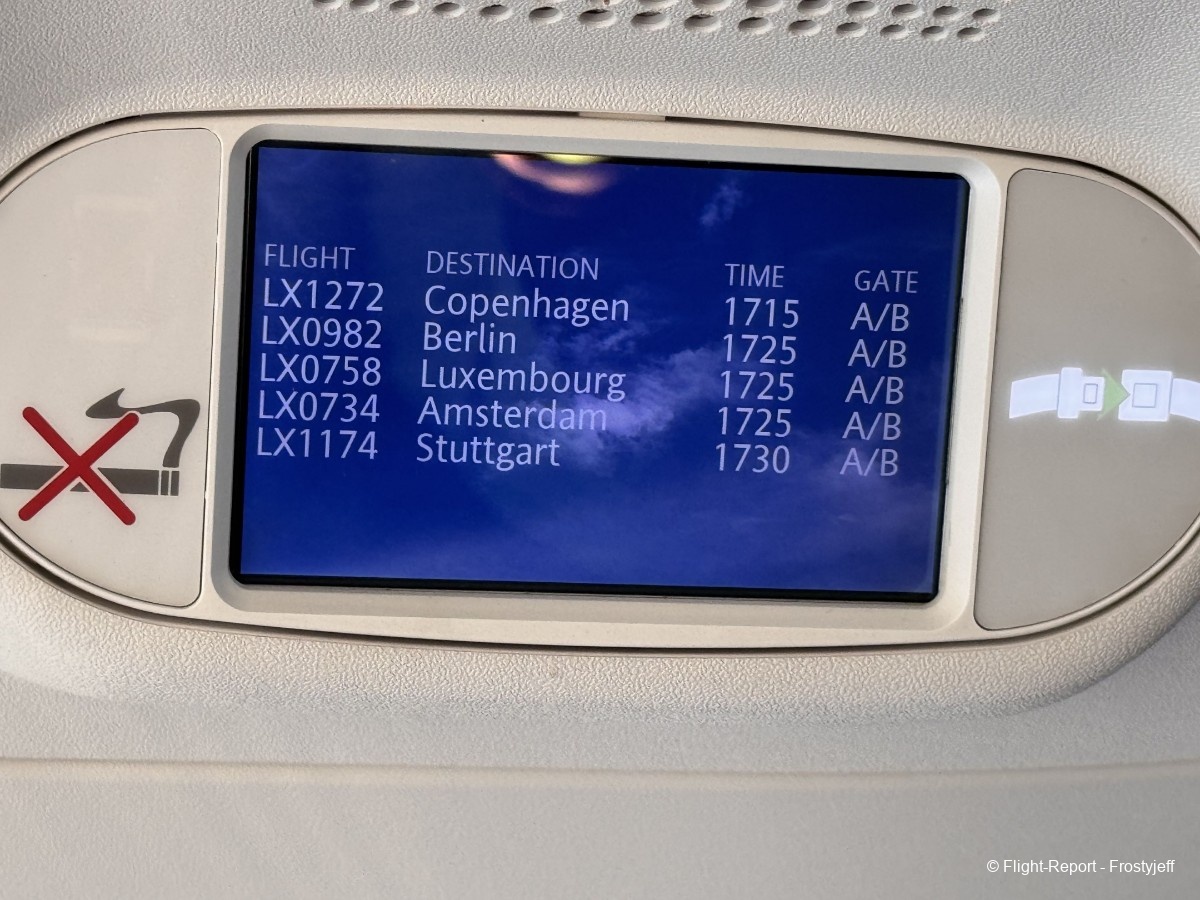 FLIGHT DESTINATION TIME GATE
LX1272 Copenhagen 1715 A/B
LX0982 Berlin 1725 A/B
LX0758 Luxembourg 1725 A/B
LX0734 Amsterdam 1725 A/B
LX1174 Stuttgart 1730 A/B
© Flight-Report - Frostyjeff